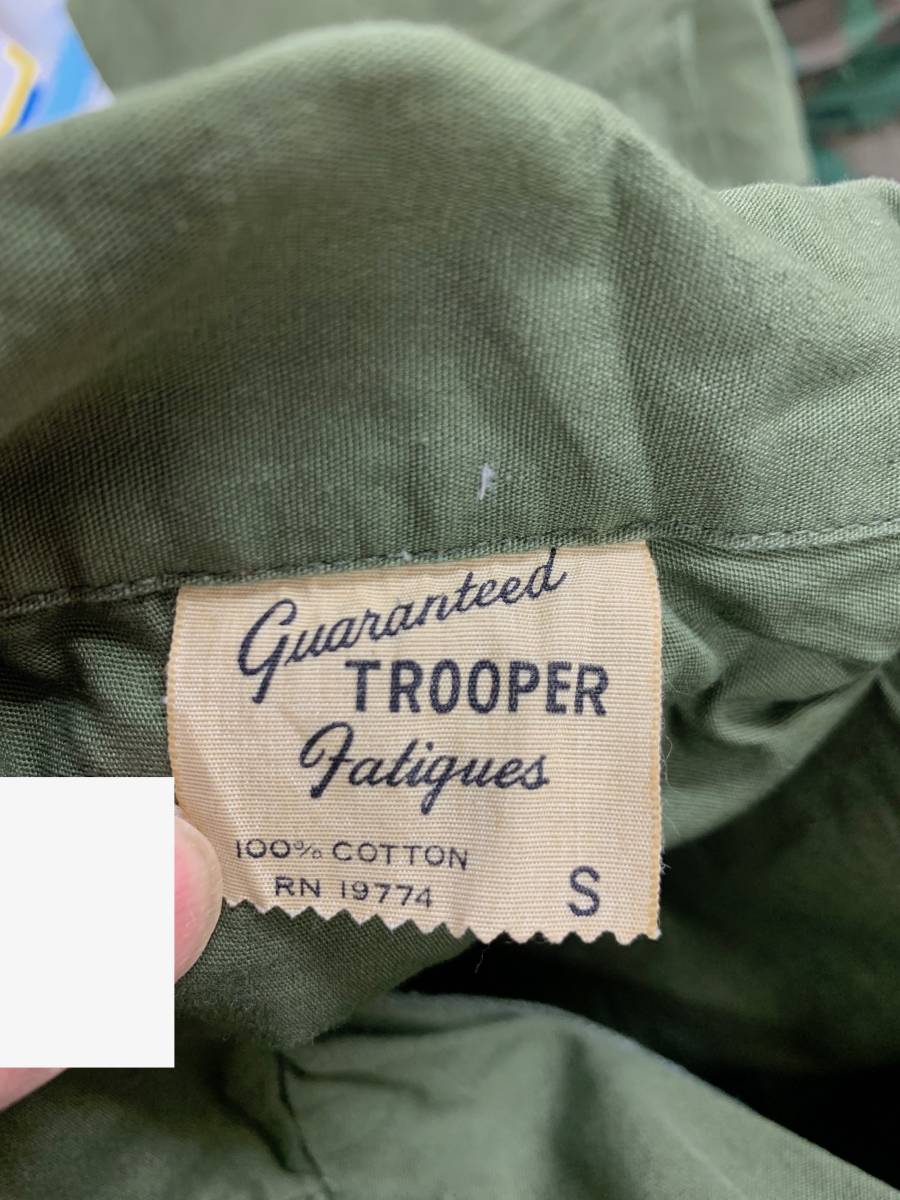 Guaranteed
TROOPER
Fatigues
100% COTTON
RN 19774
S